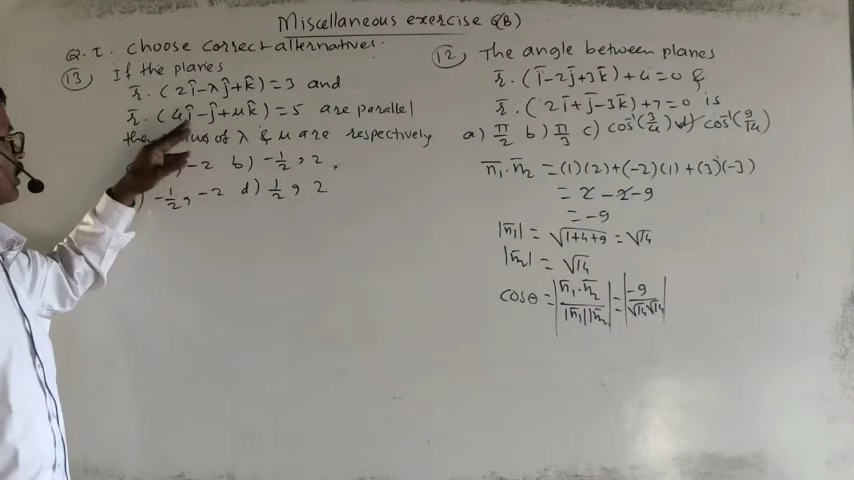 Miscellaneous exercise 6(B)
Q. I. Choose correct alternatives.
13) If the planes
r̄. (2î-λĵ+k̂) = 3 and
r̄. (4î-ĵ+μk̂) = 5 are parallel
of λ & μ are respectively
-2 b) -1/2, 2.
-1/2, -2 d) 1/2, 2
12) The angle between planes
r̄. (ī-2j̄+3k̄)+4=0 &
r̄. (2ī+j̄-3k̄)+7=0 is
a) π/2 b) π/3 c) cos⁻¹(3/4) d) cos⁻¹(9/14)
n̄₁.n̄₂ = (1)(2)+(-2)(1)+(3)(-3)
= 2-2-9
= -9
|n̄₁| = √1+4+9 = √14
|n̄₂| = √14
cosθ = |n̄₁.n̄₂/|n̄₁||n̄₂|| = |-9/√14√14|